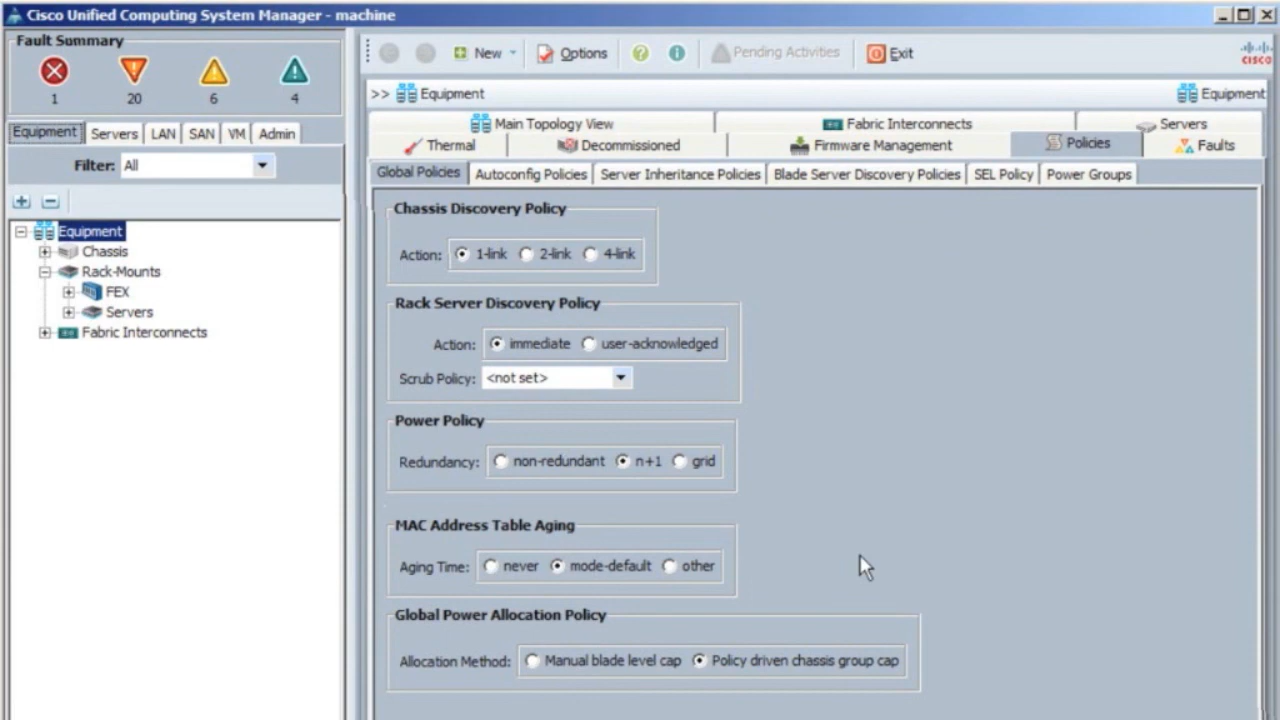 Cisco Unified Computing System Manager - machine
Fault Summary
1 20 6 4
Equipment Servers LAN SAN VM Admin
Filter: All
Equipment
Chassis
Rack-Mounts
FEX
Servers
Fabric Interconnects
New Options Pending Activities Exit
CISCO
>> Equipment Equipment
Main Topology View Fabric Interconnects Servers
Thermal Decommissioned Firmware Management Policies Faults
Global Policies Autoconfig Policies Server Inheritance Policies Blade Server Discovery Policies SEL Policy Power Groups
Chassis Discovery Policy
Action: 1-link 2-link 4-link
Rack Server Discovery Policy
Action: immediate user-acknowledged
Scrub Policy: <not set>
Power Policy
Redundancy: non-redundant n+1 grid
MAC Address Table Aging
Aging Time: never mode-default other
Global Power Allocation Policy
Allocation Method: Manual blade level cap Policy driven chassis group cap